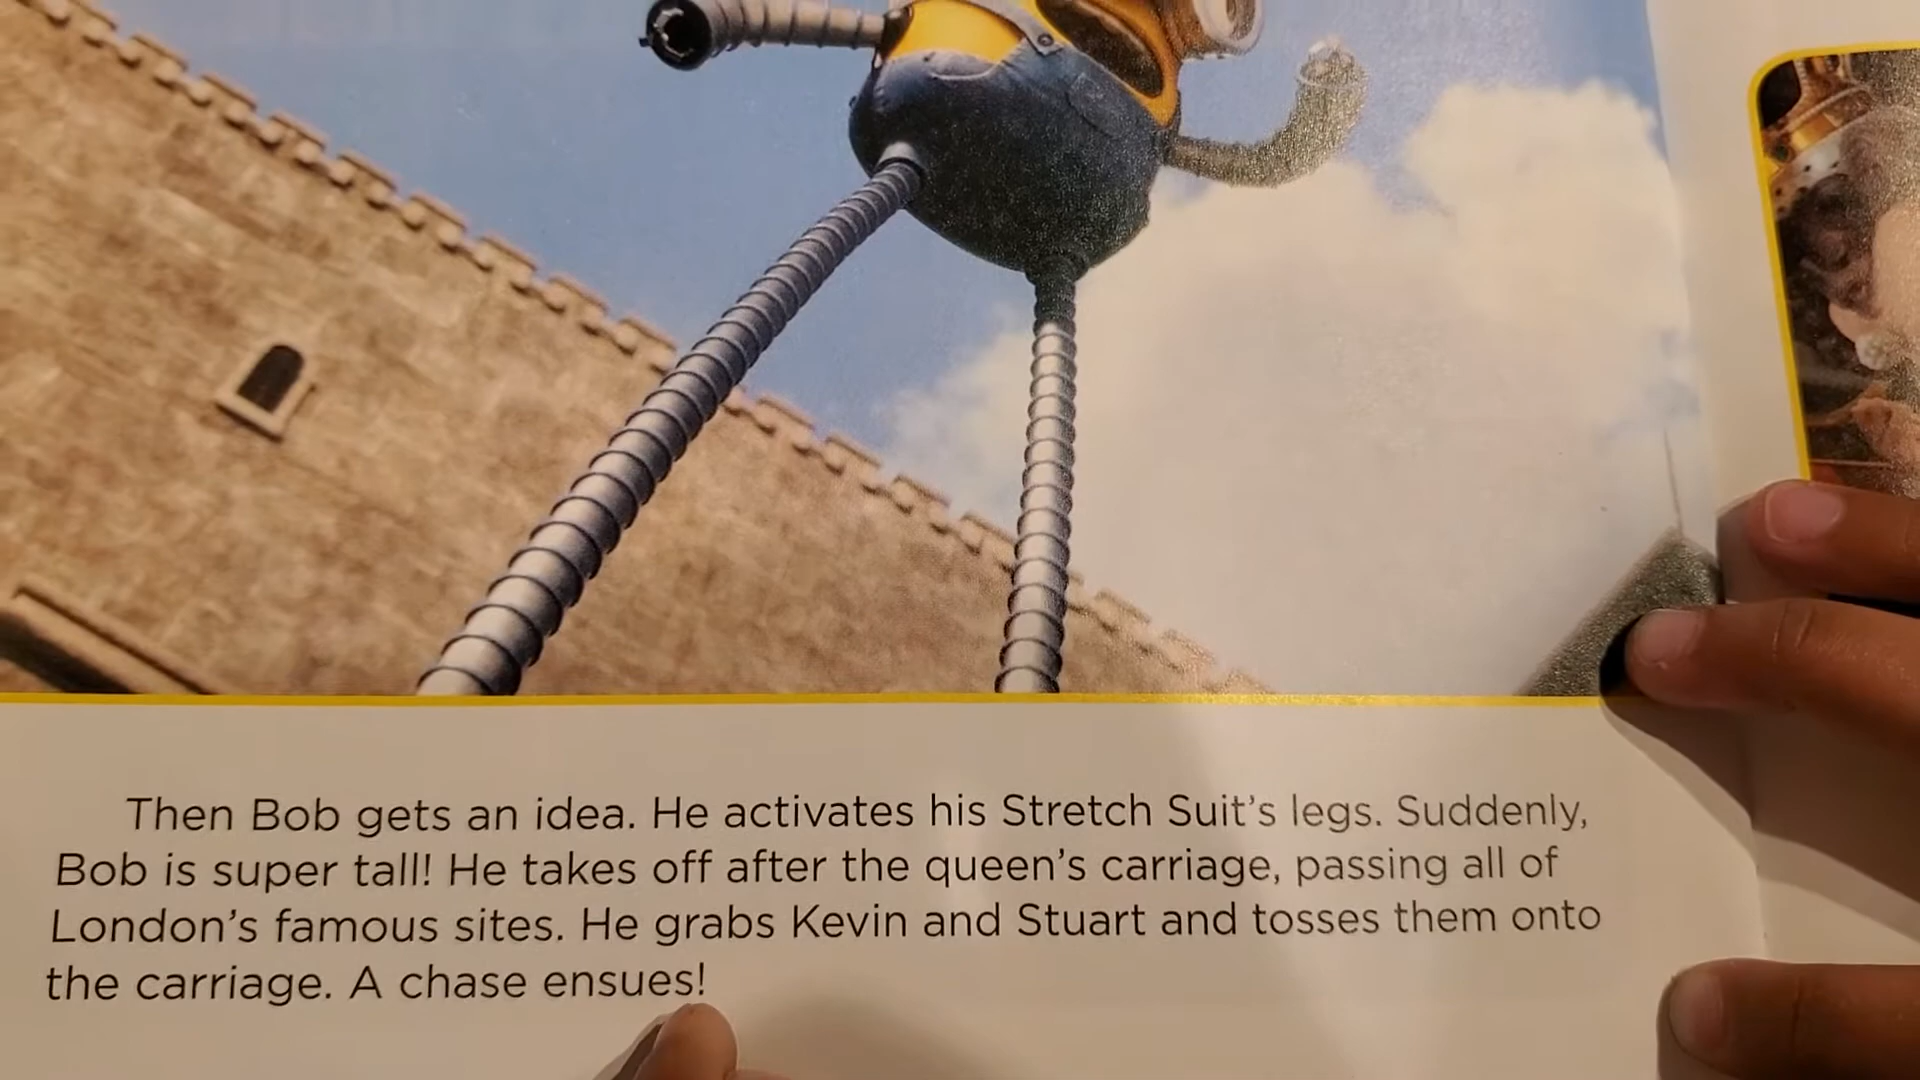 Then Bob gets an idea. He activates his Stretch Suit's legs. Suddenly,
Bob is super tall! He takes off after the queen's carriage, passing all of
London's famous sites. He grabs Kevin and Stuart and tosses them onto
the carriage. A chase ensues!